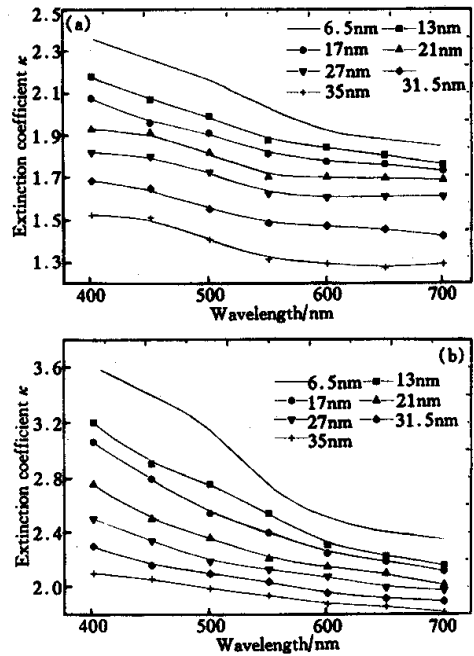 (a)
6.5nm
13nm
17nm
21nm
27nm
31.5nm
35nm
Extinction coefficient κ
2.5
2.3
2.1
1.9
1.7
1.5
1.3
400
500
600
700
Wavelength/nm
(b)
6.5nm
13nm
17nm
21nm
27nm
31.5nm
35nm
Extinction coefficient κ
3.6
3.2
2.8
2.4
2.0
400
500
600
700
Wavelength/nm